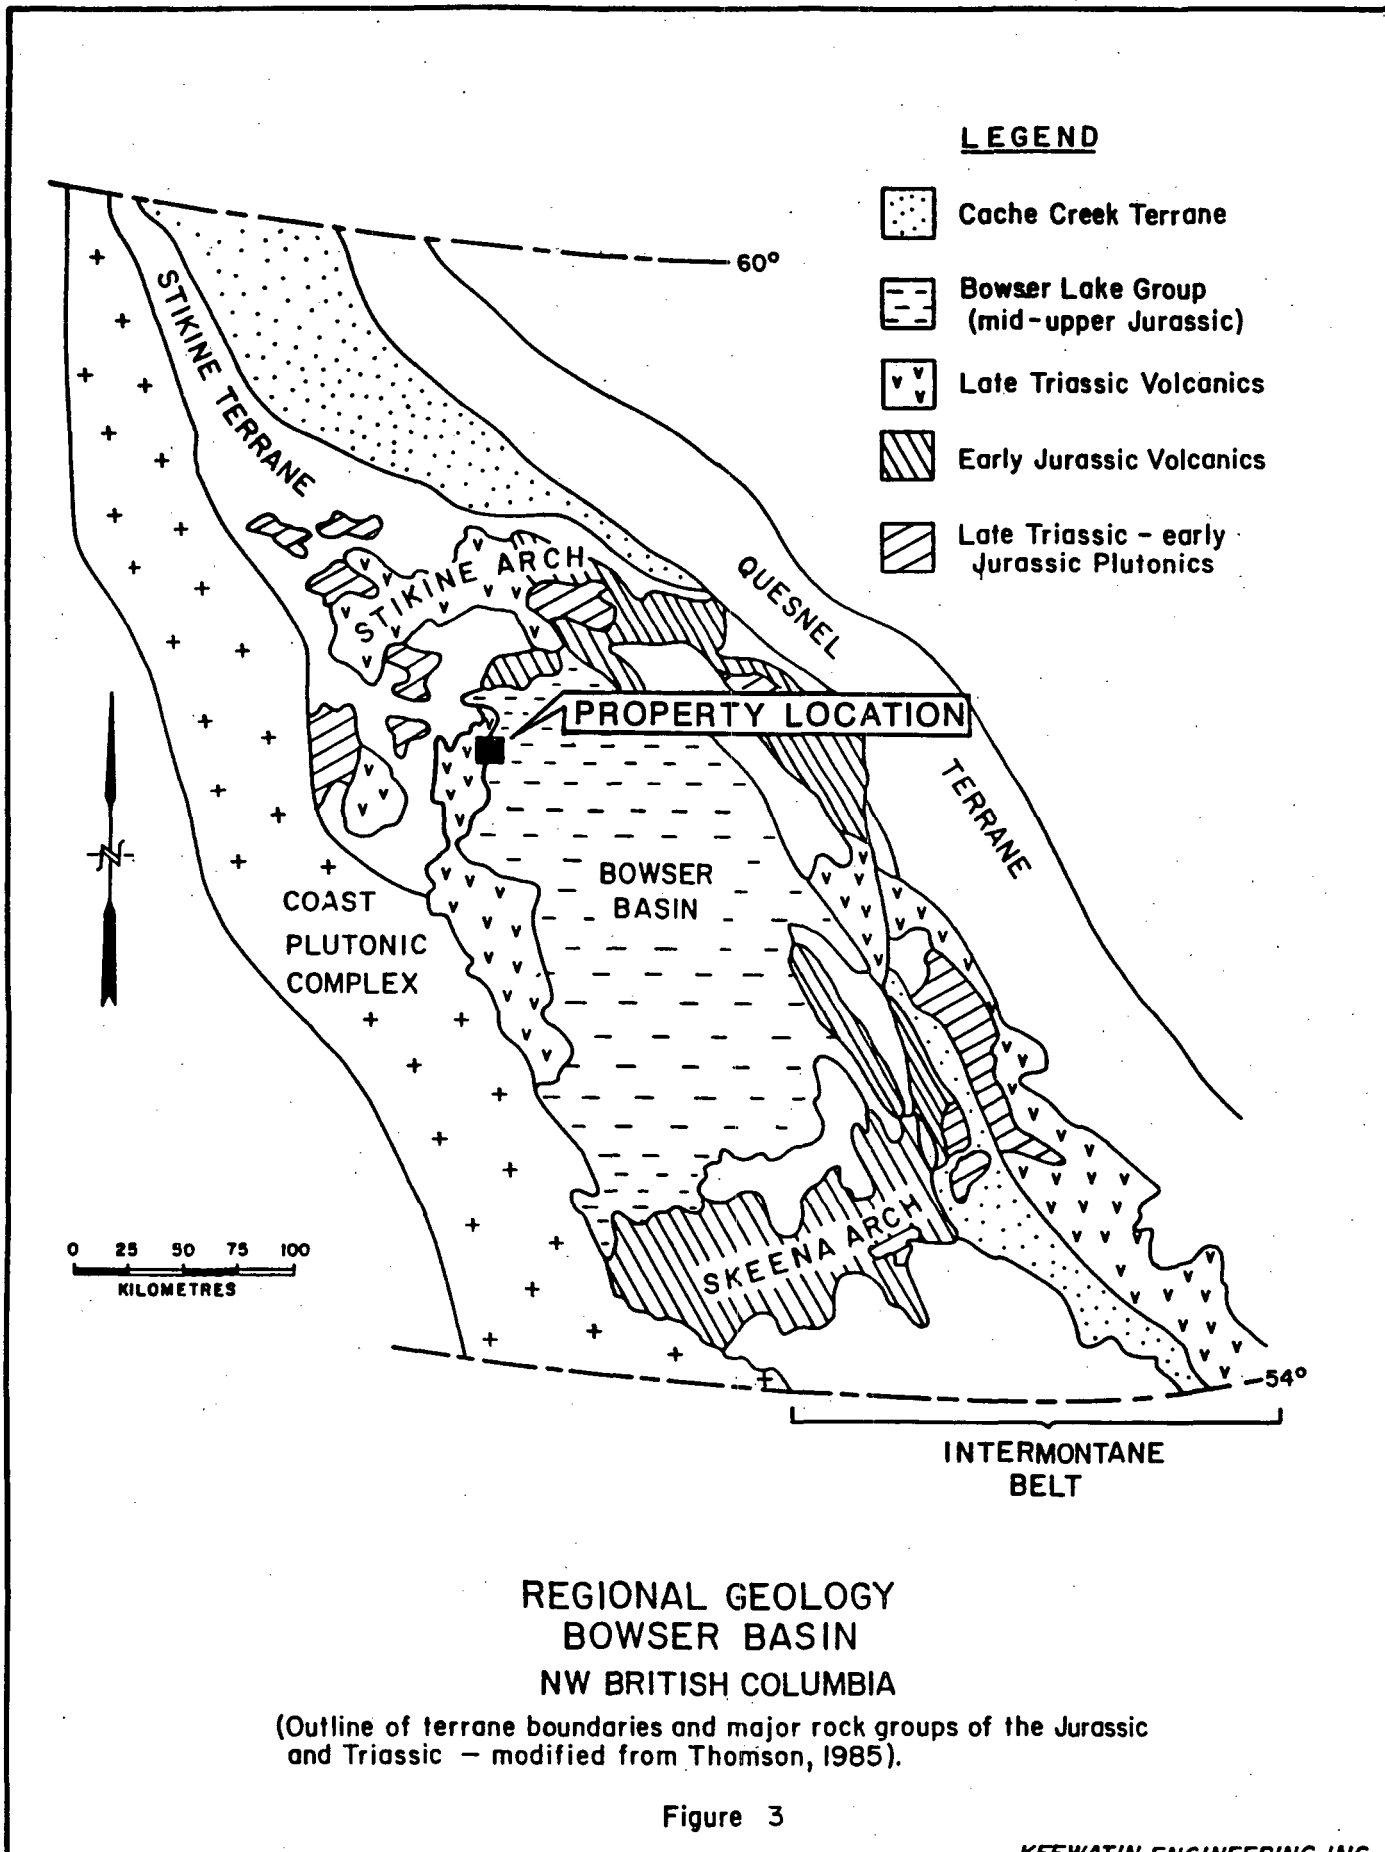 LEGEND
Cache Creek Terrane
Bowser Lake Group
(mid-upper Jurassic)
Late Triassic Volcanics
Early Jurassic Volcanics
Late Triassic - early
Jurassic Plutonics
60°
STIKINE TERRANE
STIKINE ARCH
QUESNEL
TERRANE
PROPERTY LOCATION
BOWSER
BASIN
COAST
PLUTONIC
COMPLEX
SKEENA ARCH
0 25 50 75 100
KILOMETRES
54°
INTERMONTANE
BELT
REGIONAL GEOLOGY
BOWSER BASIN
NW BRITISH COLUMBIA
(Outline of terrane boundaries and major rock groups of the Jurassic
and Triassic - modified from Thomson, 1985).
Figure 3
KEEWATIN ENGINEERING INC